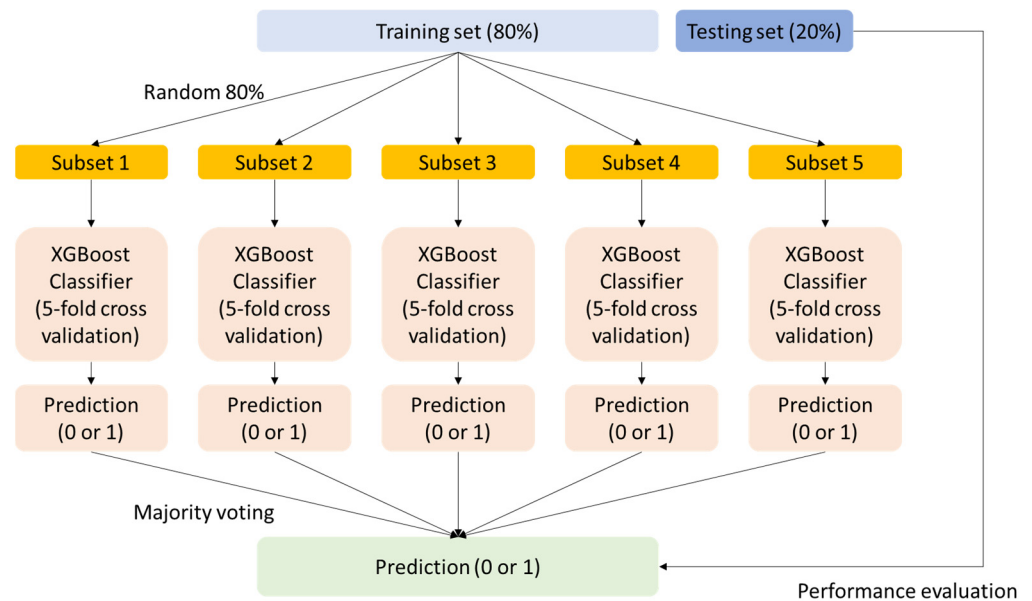 Training set (80%)
Testing set (20%)
Random 80%
Subset 1
Subset 2
Subset 3
Subset 4
Subset 5
XGBoost
Classifier
(5-fold cross
validation)
XGBoost
Classifier
(5-fold cross
validation)
XGBoost
Classifier
(5-fold cross
validation)
XGBoost
Classifier
(5-fold cross
validation)
XGBoost
Classifier
(5-fold cross
validation)
Prediction
(0 or 1)
Prediction
(0 or 1)
Prediction
(0 or 1)
Prediction
(0 or 1)
Prediction
(0 or 1)
Majority voting
Prediction (0 or 1)
Performance evaluation